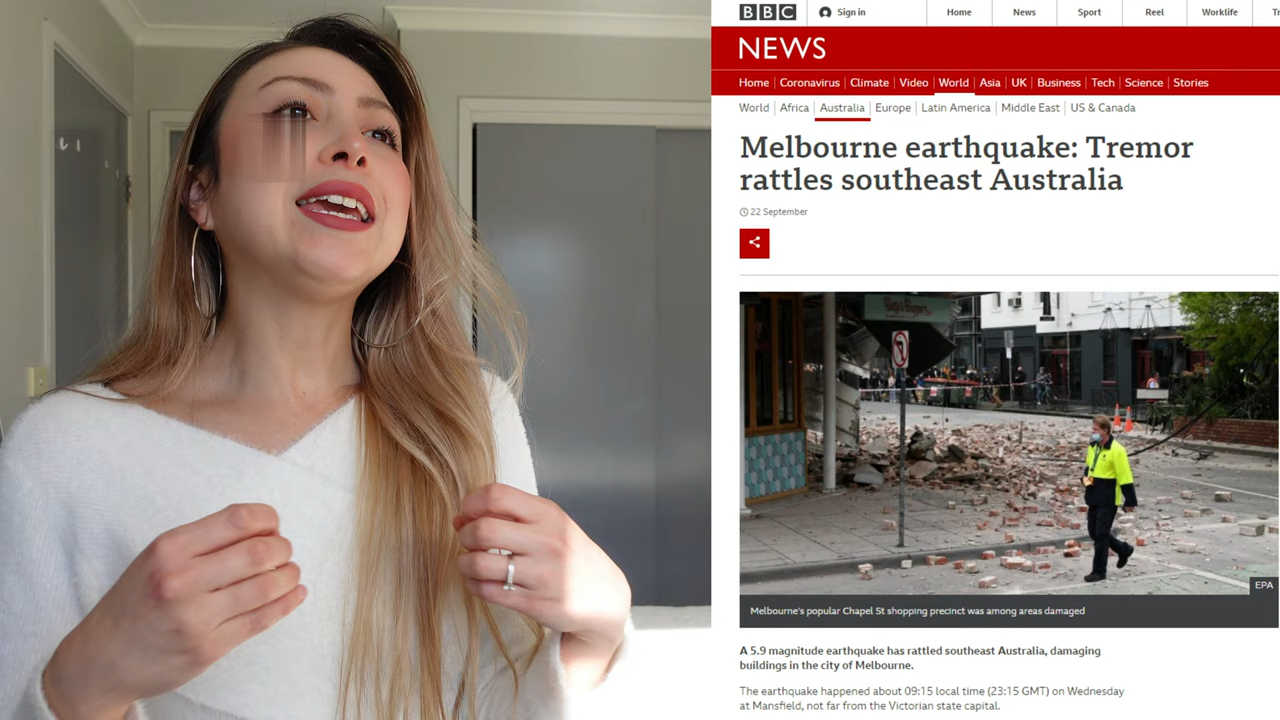 BBC
Sign in
Home
News
Sport
Reel
Worklife
NEWS
Home
Coronavirus
Climate
Video
World
Asia
UK
Business
Tech
Science
Stories
World
Africa
Australia
Europe
Latin America
Middle East
US & Canada
Melbourne earthquake: Tremor
rattles southeast Australia
22 September
EPA
Melbourne's popular Chapel St shopping precinct was among areas damaged
A 5.9 magnitude earthquake has rattled southeast Australia, damaging
buildings in the city of Melbourne.
The earthquake happened about 09:15 local time (23:15 GMT) on Wednesday
at Mansfield, not far from the Victorian state capital.